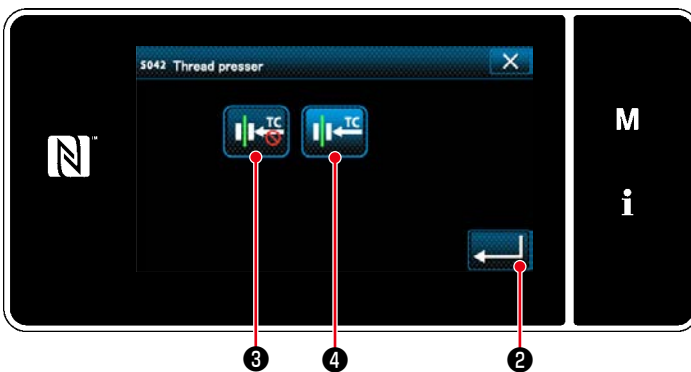 S042 Thread presser
TC
TC
M
N
i
❸
❹
❷